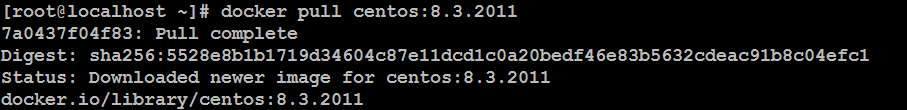 [root@localhost ~]# docker pull centos:8.3.2011
7a0437f04f83: Pull complete
Digest: sha256:5528e8b1b1719d34604c87e11dcd1c0a20bedf46e83b5632cdeac91b8c04efc1
Status: Downloaded newer image for centos:8.3.2011
docker.io/library/centos:8.3.2011